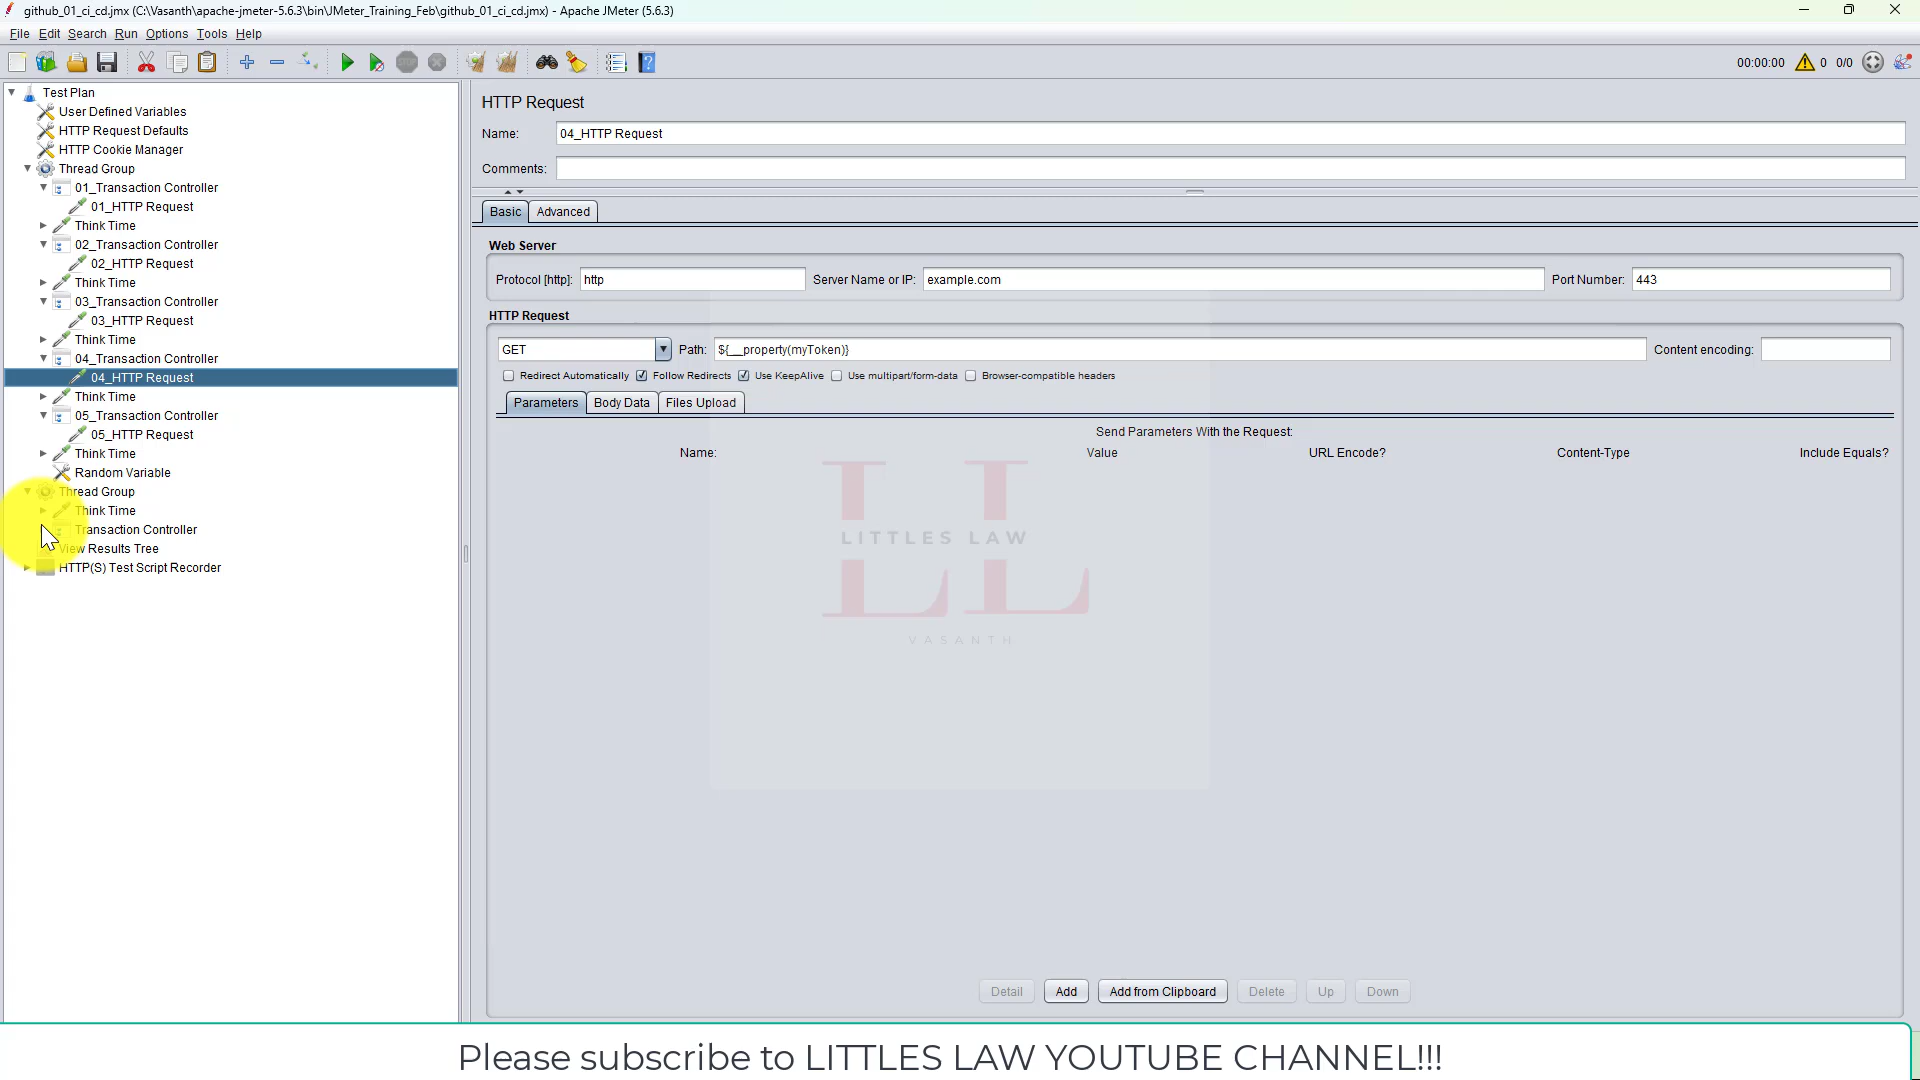 github_01_ci_cd.jmx (C:\Vasanth\apache-jmeter-5.6.3\bin\JMeter_Training_Feb\github_01_ci_cd.jmx) - Apache JMeter (5.6.3)
File Edit Search Run Options Tools Help
00:00:00 0 0/0
Test Plan
User Defined Variables
HTTP Request Defaults
HTTP Cookie Manager
Thread Group
01_Transaction Controller
01_HTTP Request
Think Time
02_Transaction Controller
02_HTTP Request
Think Time
03_Transaction Controller
03_HTTP Request
Think Time
04_Transaction Controller
04_HTTP Request
Think Time
05_Transaction Controller
05_HTTP Request
Think Time
Random Variable
Thread Group
Think Time
Transaction Controller
View Results Tree
HTTP(S) Test Script Recorder
HTTP Request
Name: 04_HTTP Request
Comments:
Basic Advanced
Web Server
Protocol [http]: http Server Name or IP: example.com Port Number: 443
HTTP Request
GET Path: ${__property(myToken)} Content encoding:
Redirect Automatically Follow Redirects Use KeepAlive Use multipart/form-data Browser-compatible headers
Parameters Body Data Files Upload
Send Parameters With the Request:
Name: Value URL Encode? Content-Type Include Equals?
LL
LITTLES LAW
VASANTH
Detail Add Add from Clipboard Delete Up Down
Please subscribe to LITTLES LAW YOUTUBE CHANNEL!!!